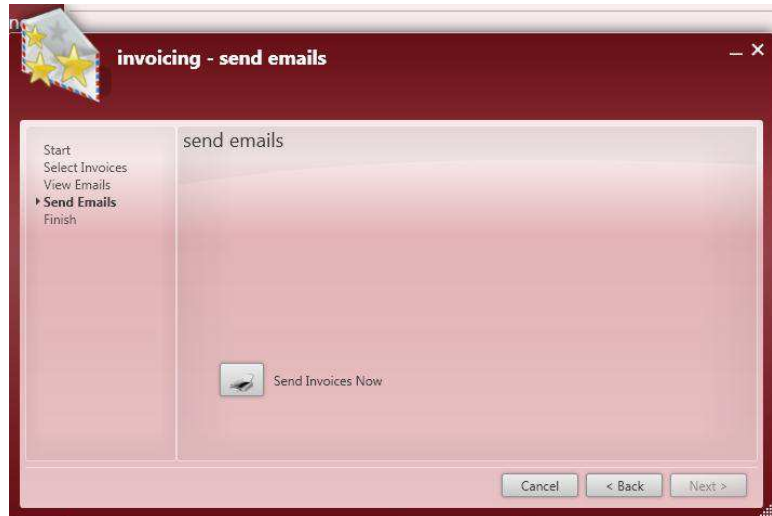 invoicing - send emails
Start
Select Invoices
View Emails
Send Emails
Finish
send emails
Send Invoices Now
Cancel
< Back
Next >